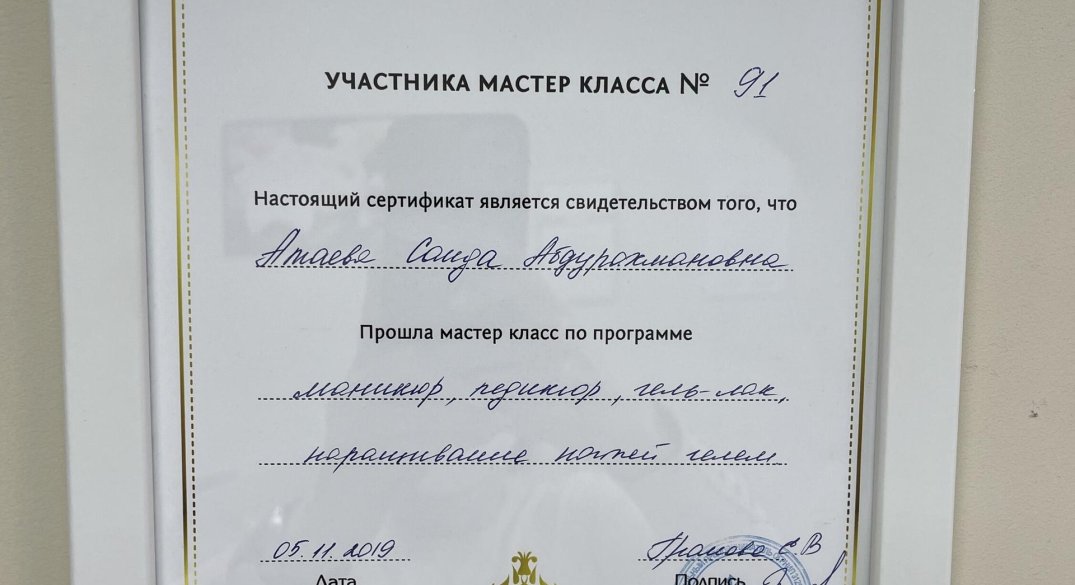 УЧАСТНИКА МАСТЕР КЛАССА № 91
Настоящий сертификат является свидетельством того, что
Атаева Саида Абдурахмановна
Прошла мастер класс по программе
маникюр, педикюр, гель-лак,
наращивание ногтей гелем
05.11.2019
С В
Дата
Подпись